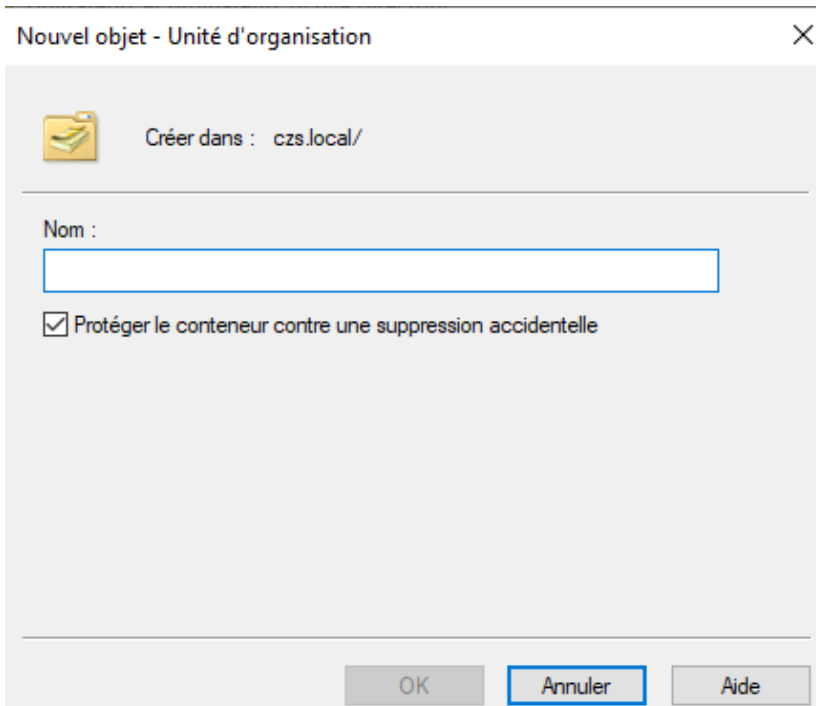 Nouvel objet - Unité d'organisation
Créer dans : czs.local/
Nom :
Protéger le conteneur contre une suppression accidentelle
OK Annuler Aide